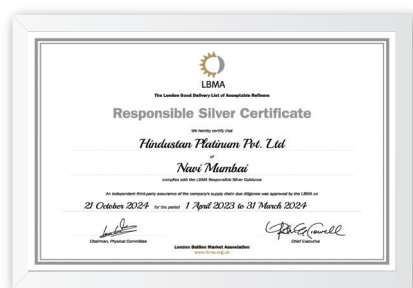 LBMA
The London Good Delivery List of Acceptable Refiners
Responsible Silver Certificate
We hereby certify that
Hindustan Platinum Pvt. Ltd
of
Navi Mumbai
complies with the LBMA Responsible Silver Guidance
An independent third party assurance of the company's supply chain due diligence was approved by the LBMA on
21 October 2024 for the period 1 April 2023 to 31 March 2024
Chairman, Physical Committee
Chief Executive
London Bullion Market Association
www.lbma.org.uk